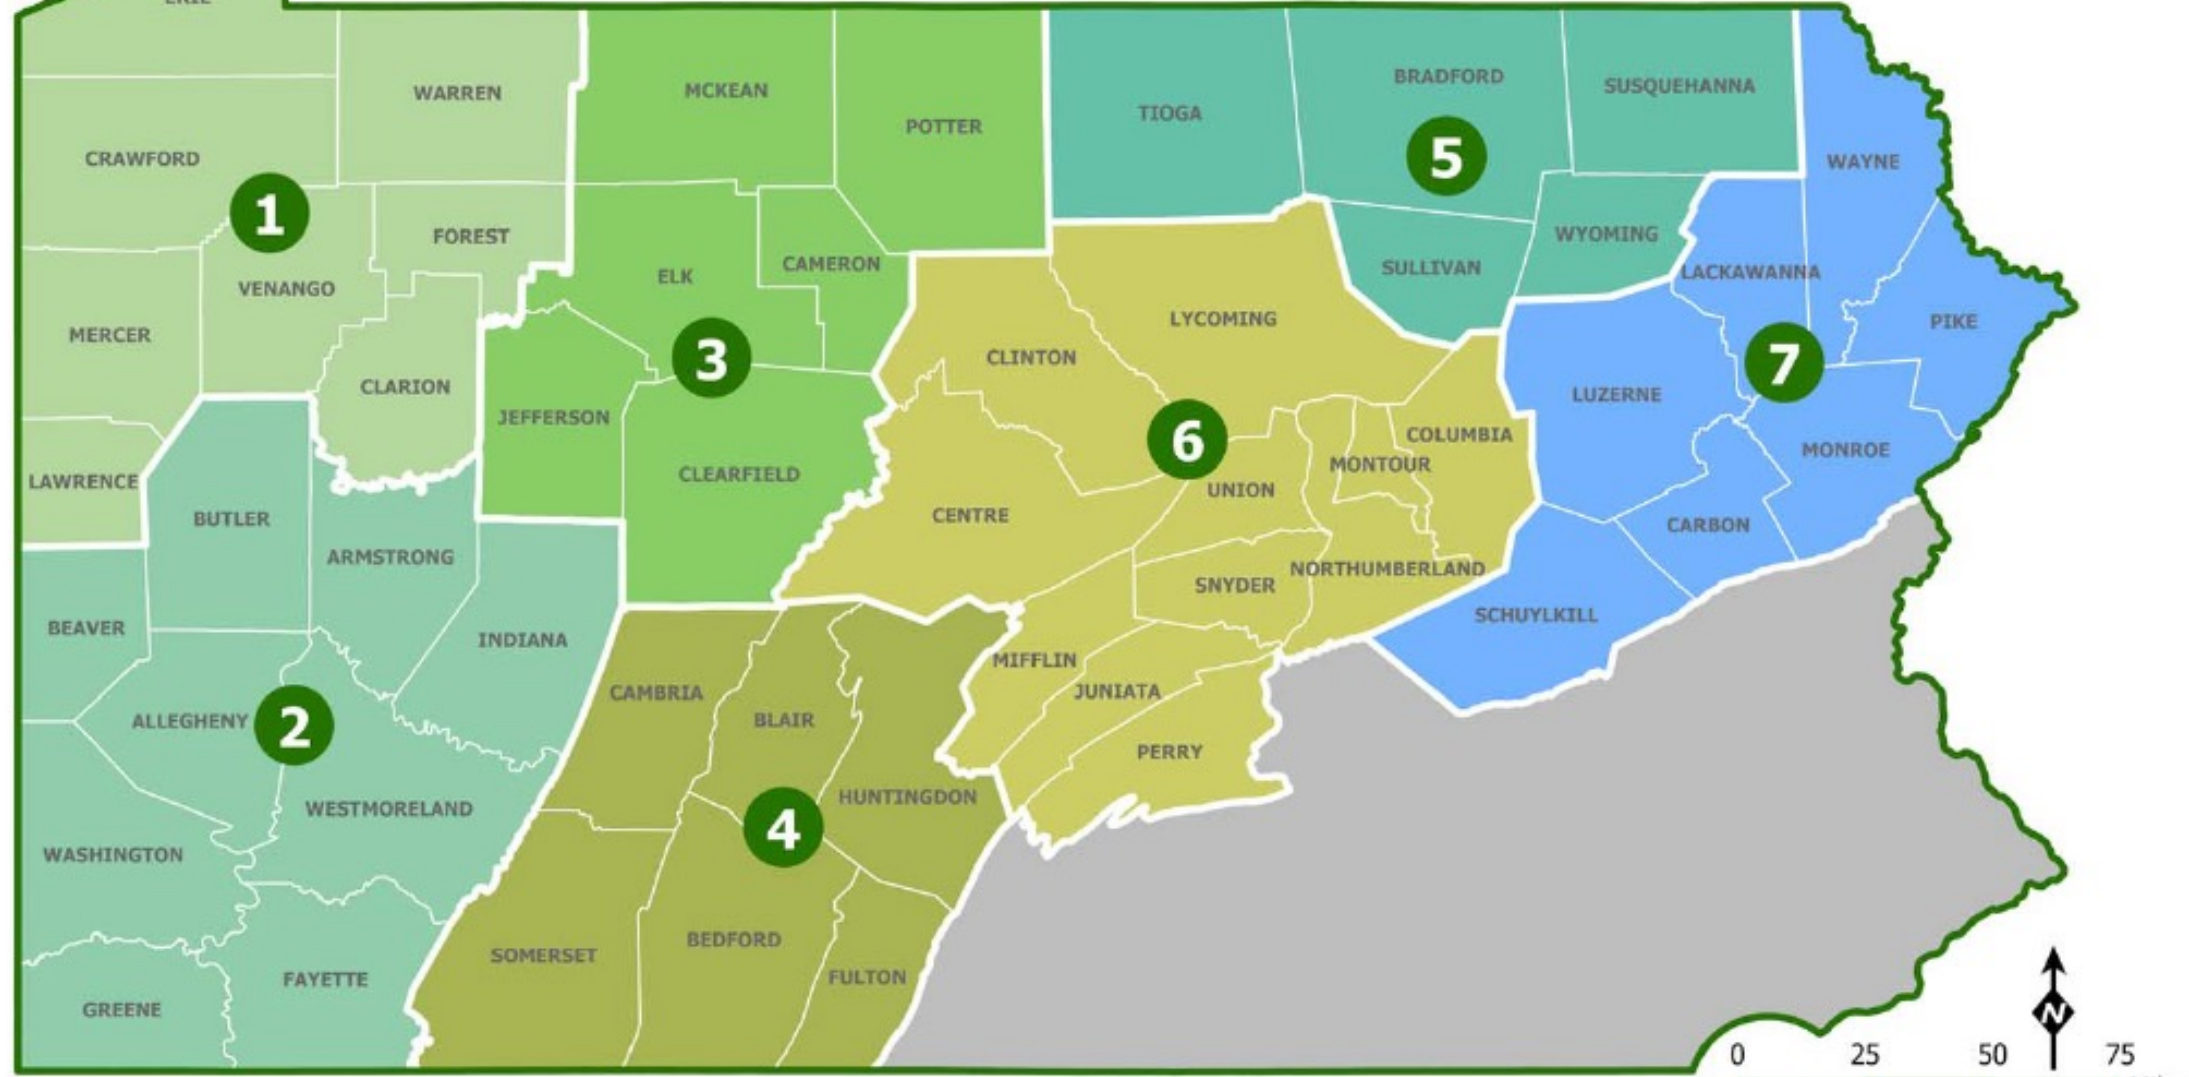 ERIE
WARREN
MCKEAN
POTTER
TIOGA
BRADFORD
SUSQUEHANNA
CRAWFORD
5
WAYNE
1
FOREST
VENANGO
ELK
CAMERON
SULLIVAN
WYOMING
LACKAWANNA
MERCER
CLARION
JEFFERSON
3
CLINTON
LYCOMING
LUZERNE
7
PIKE
LAWRENCE
BUTLER
ARMSTRONG
CLEARFIELD
CENTRE
6
UNION
MONTOUR
COLUMBIA
MONROE
CARBON
BEAVER
INDIANA
SNYDER
NORTHUMBERLAND
SCHUYLKILL
ALLEGHENY
2
CAMBRIA
BLAIR
MIFFLIN
JUNIATA
PERRY
WESTMORELAND
4
HUNTINGDON
WASHINGTON
SOMERSET
BEDFORD
FULTON
GREENE
FAYETTE
N
0 25 50 75